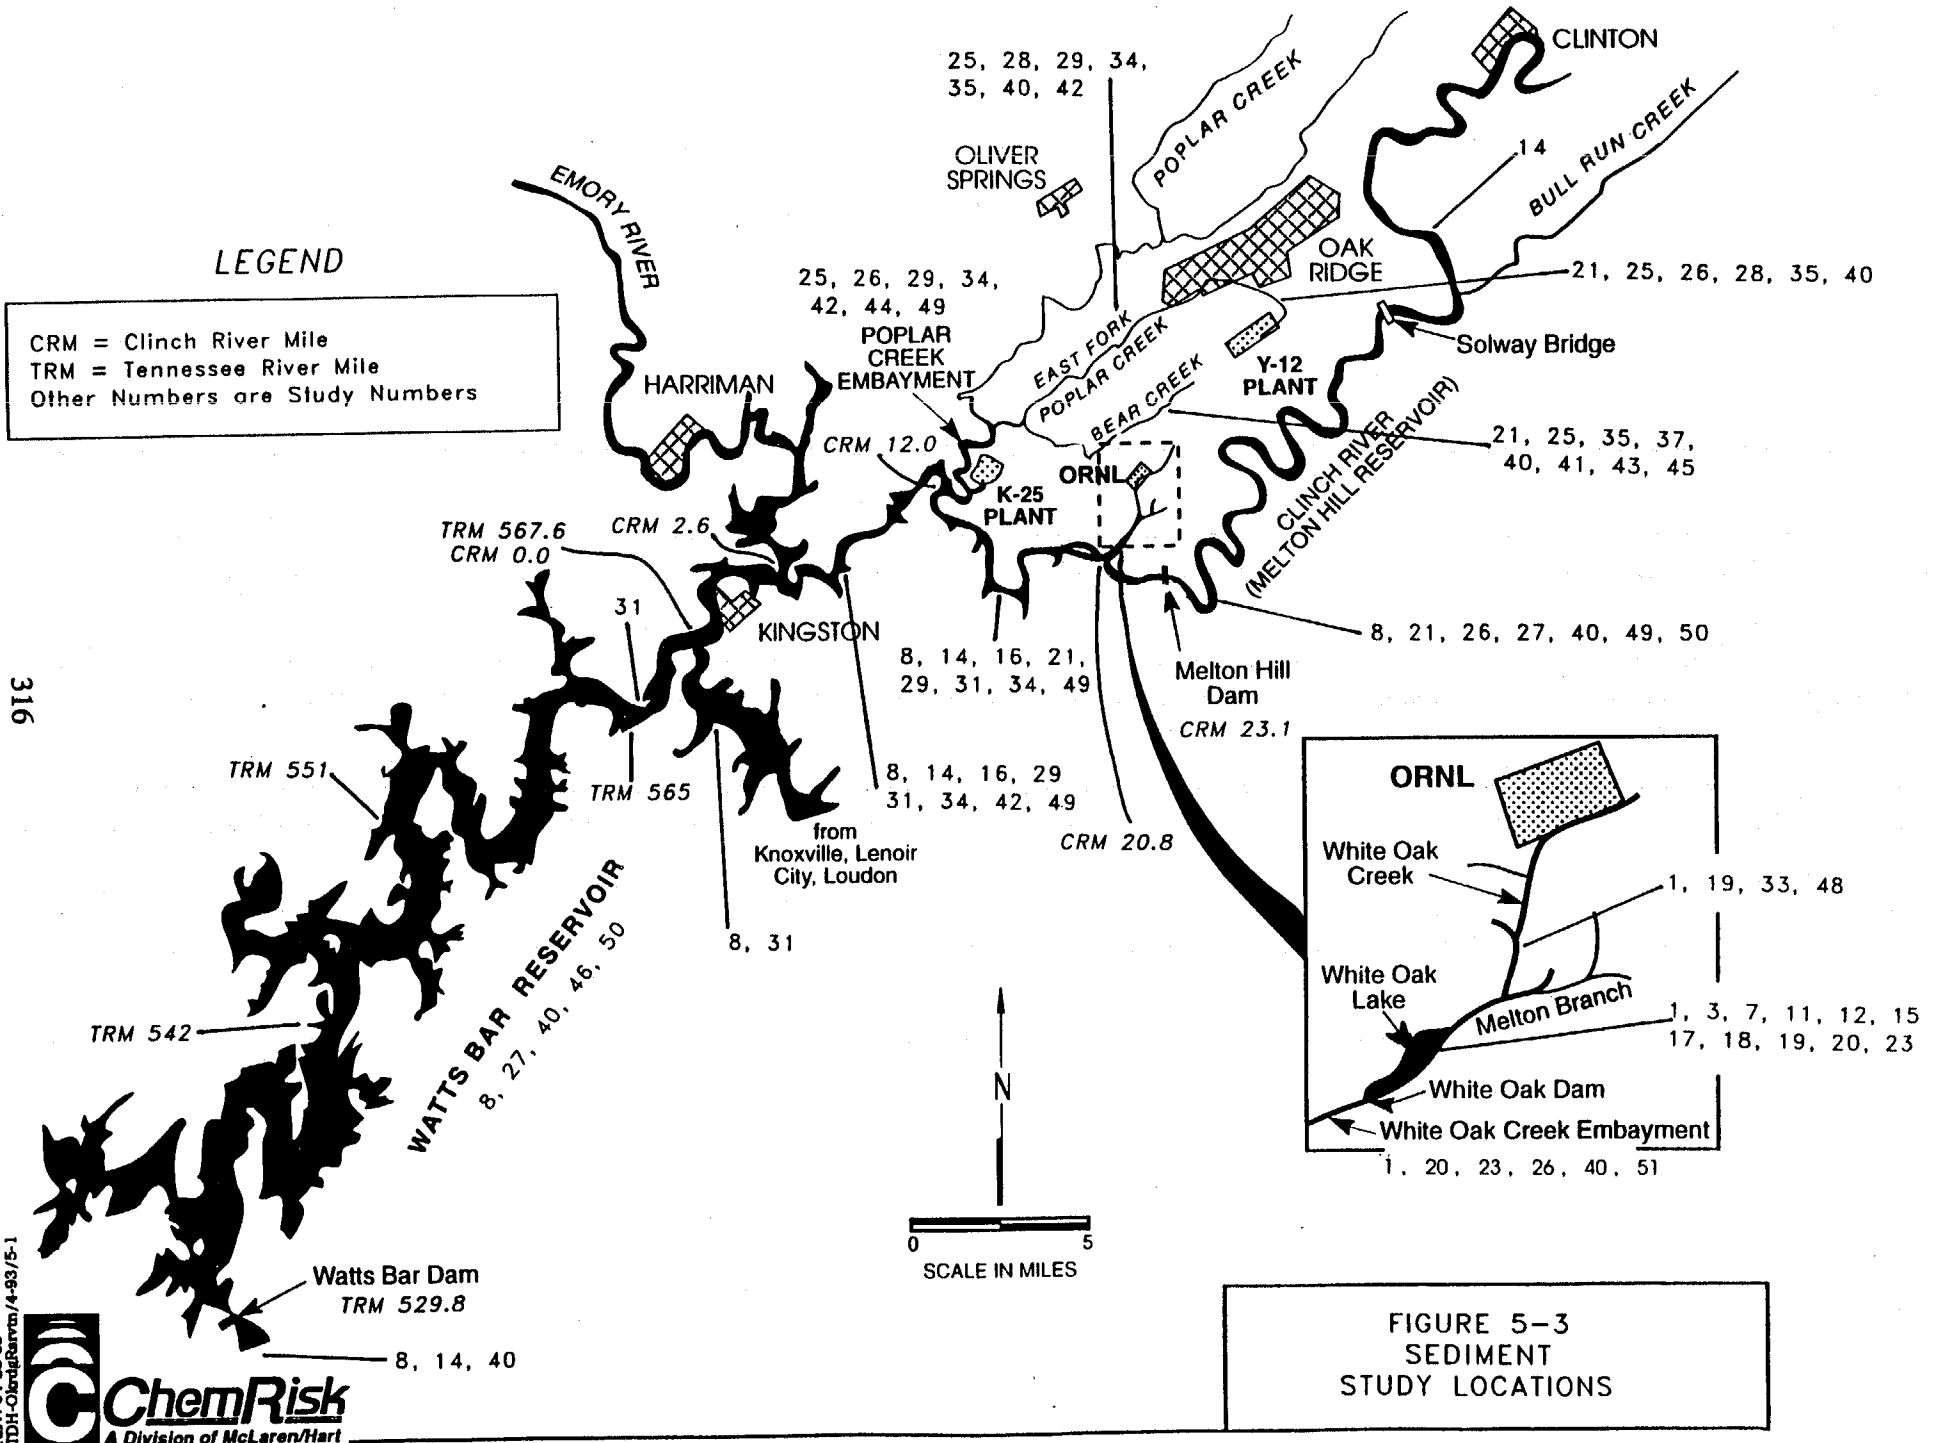 CLINTON
25, 28, 29, 34,
35, 40, 42
POPLAR CREEK
BULL RUN CREEK
14
OLIVER
SPRINGS
EMORY RIVER
OAK
RIDGE
21, 25, 26, 28, 35, 40
LEGEND
CRM = Clinch River Mile
TRM = Tennessee River Mile
Other Numbers are Study Numbers
25, 26, 29, 34,
42, 44, 49
POPLAR
CREEK
EMBAYMENT
EAST FORK
POPLAR CREEK
BEAR CREEK
Solway Bridge
Y-12
PLANT
HARRIMAN
CRM 12.0
21, 25, 35, 37,
40, 41, 43, 45
CLINCH RIVER
(MELTON HILL RESERVOIR)
ORNL
K-25
PLANT
TRM 567.6
CRM 0.0
CRM 2.6
31
KINGSTON
8, 21, 26, 27, 40, 49, 50
8, 14, 16, 21,
29, 31, 34, 49
Melton Hill
Dam
CRM 23.1
316
TRM 551
TRM 565
8, 14, 16, 29
31, 34, 42, 49
CRM 20.8
from
Knoxville, Lenoir
City, Loudon
8, 31
WATTS BAR RESERVOIR
8, 27, 40, 46, 50
TRM 542
ORNL
White Oak
Creek
1, 19, 33, 48
White Oak
Lake
Melton Branch
1, 3, 7, 11, 12, 15
17, 18, 19, 20, 23
White Oak Dam
White Oak Creek Embayment
1, 20, 23, 26, 40, 51
N
0 5
SCALE IN MILES
Watts Bar Dam
TRM 529.8
8, 14, 40
FIGURE 5-3
SEDIMENT
STUDY LOCATIONS
ChemRisk
A Division of McLaren/Hart